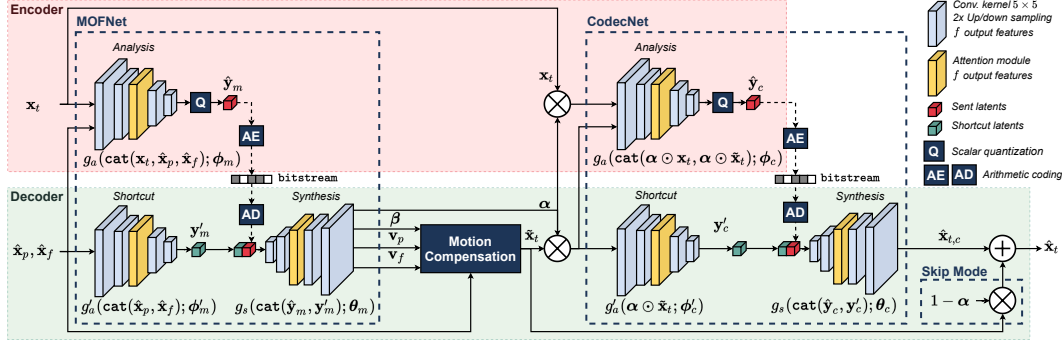 Encoder
MOFNet
CodecNet
Conv. kernel 5 × 5
2x Up/down sampling
f output features
Analysis
Analysis
Attention module
f output features
x_t
ŷ_m
x_t
ŷ_c
Q
Q
Sent latents
Shortcut latents
AE
AE
g_a(cat(x_t, x̂_p, x̂_f); ϕ_m)
g_a(cat(α ⊙ x_t, α ⊙ x̃_t); ϕ_c)
Q Scalar quantization
AE AD Arithmetic coding
bitstream
bitstream
Decoder
Shortcut
AD
Synthesis
α
Shortcut
AD
Synthesis
x̂_p, x̂_f
y′_m
β
v_p
v_f
Motion
Compensation
x̃_t
y′_c
x̂_{t,c}
x̂_t
Skip Mode
1 − α
g′_a(cat(x̂_p, x̂_f); ϕ′_m)
g_s(cat(ŷ_m, y′_m); θ_m)
g′_a(α ⊙ x̃_t; ϕ′_c)
g_s(cat(ŷ_c, y′_c); θ_c)